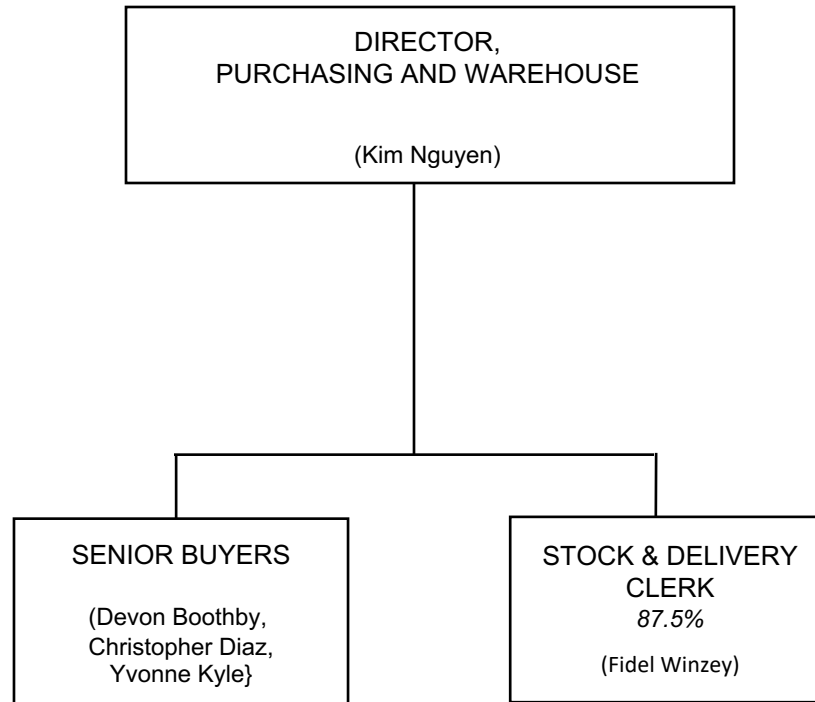 DIRECTOR,
PURCHASING AND WAREHOUSE
(Kim Nguyen)
SENIOR BUYERS
(Devon Boothby,
Christopher Diaz,
Yvonne Kyle}
STOCK & DELIVERY
CLERK
87.5%
(Fidel Winzey)